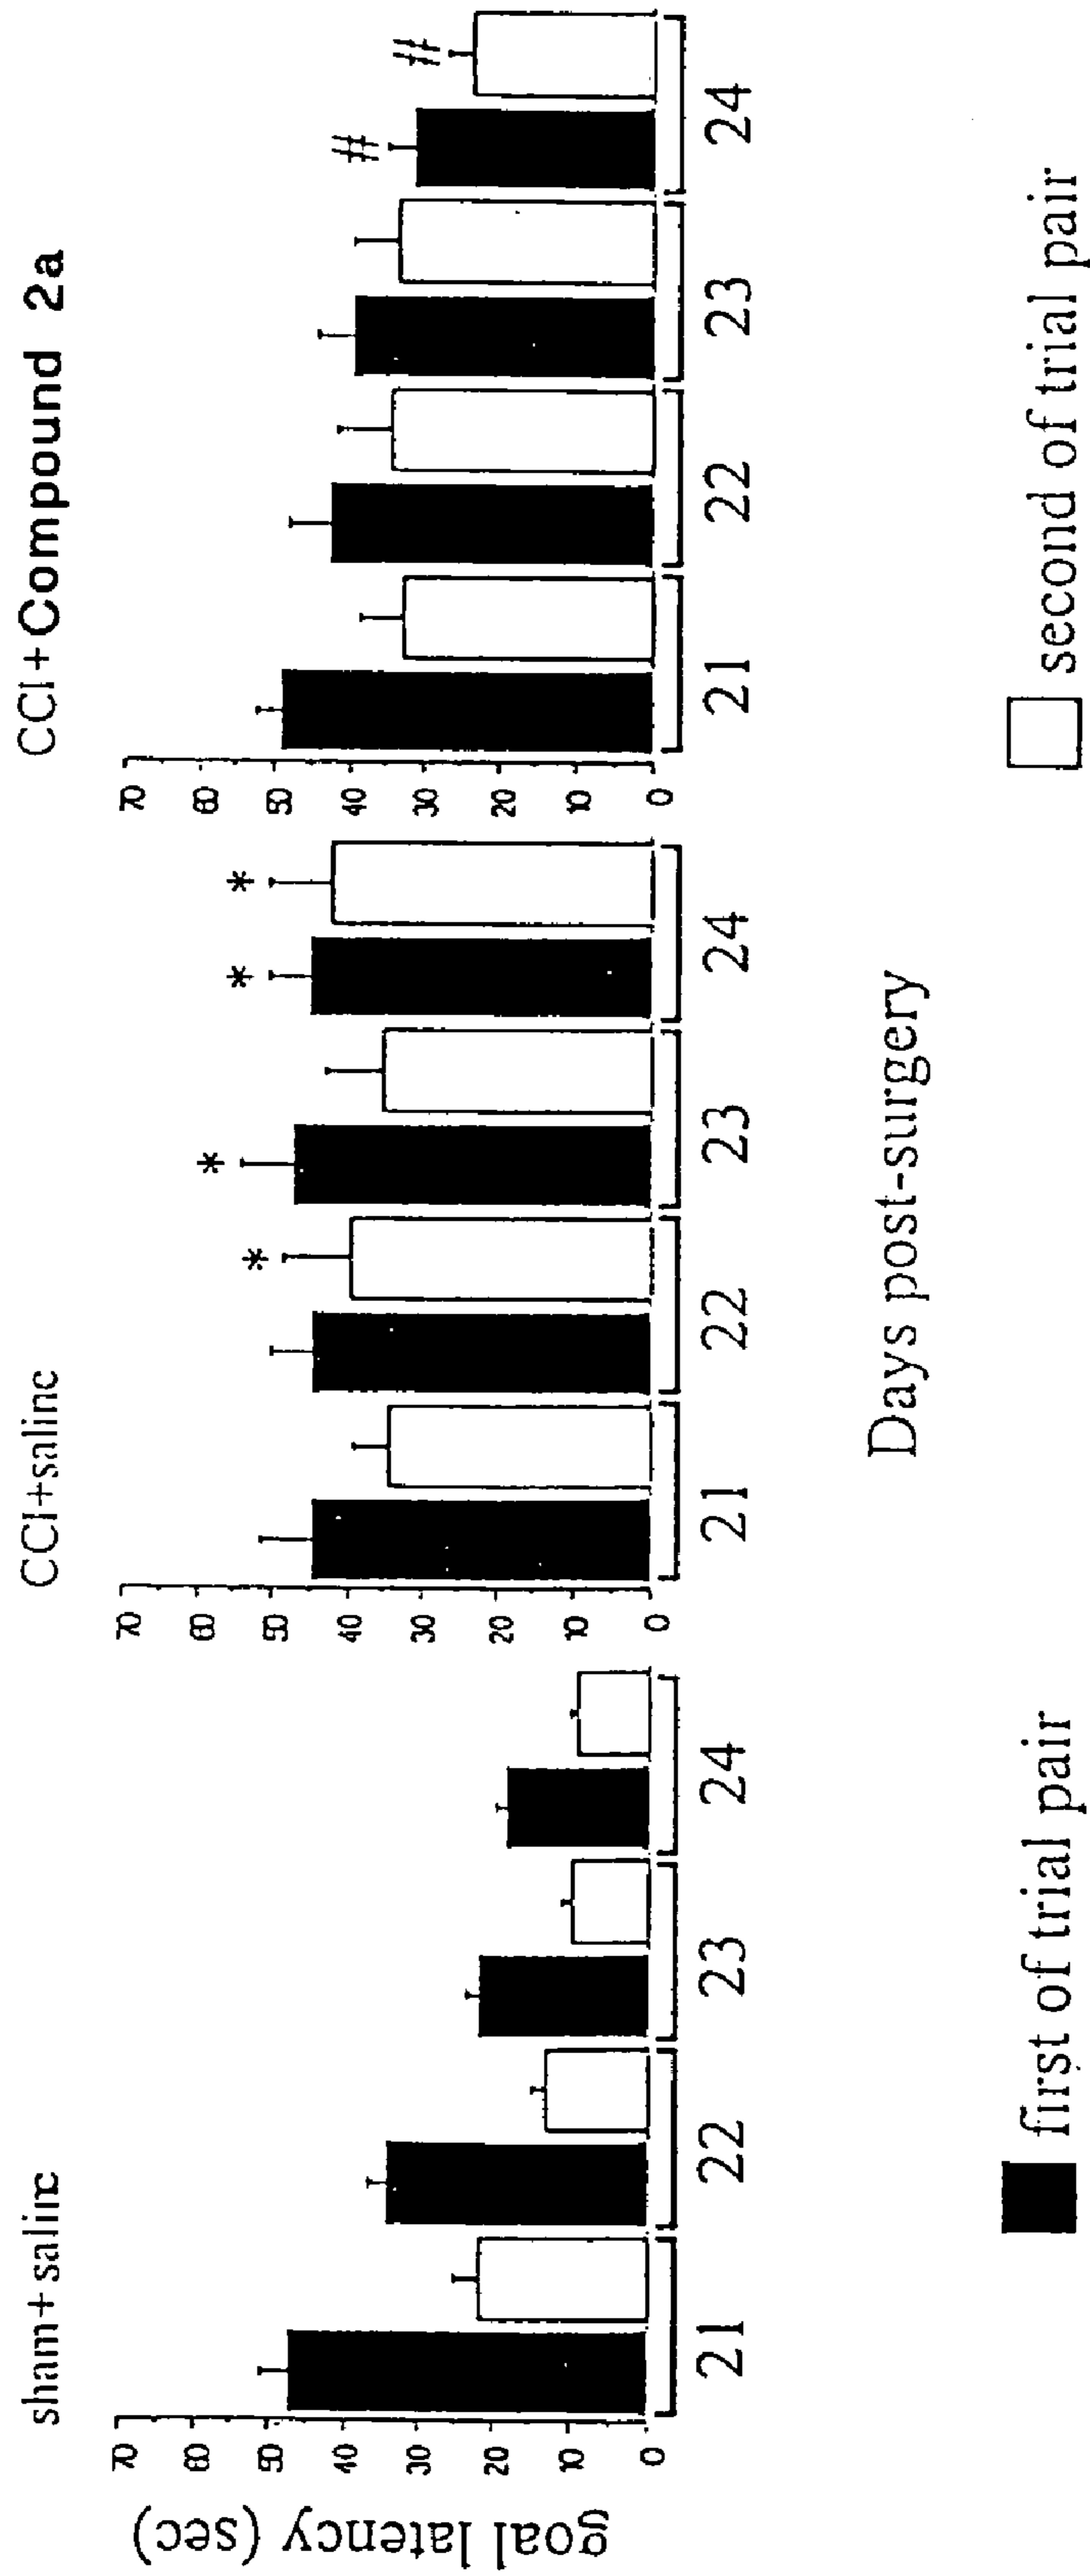 sham+saline
CCI+saline
CCI+Compound 2a
goal latency (sec)
70
60
50
40
30
20
10
0
70
60
50
40
30
20
10
0
70
60
50
40
30
20
10
0
* * * *
# #
21 22 23 24
21 22 23 24
21 22 23 24
Days post-surgery
first of trial pair
second of trial pair